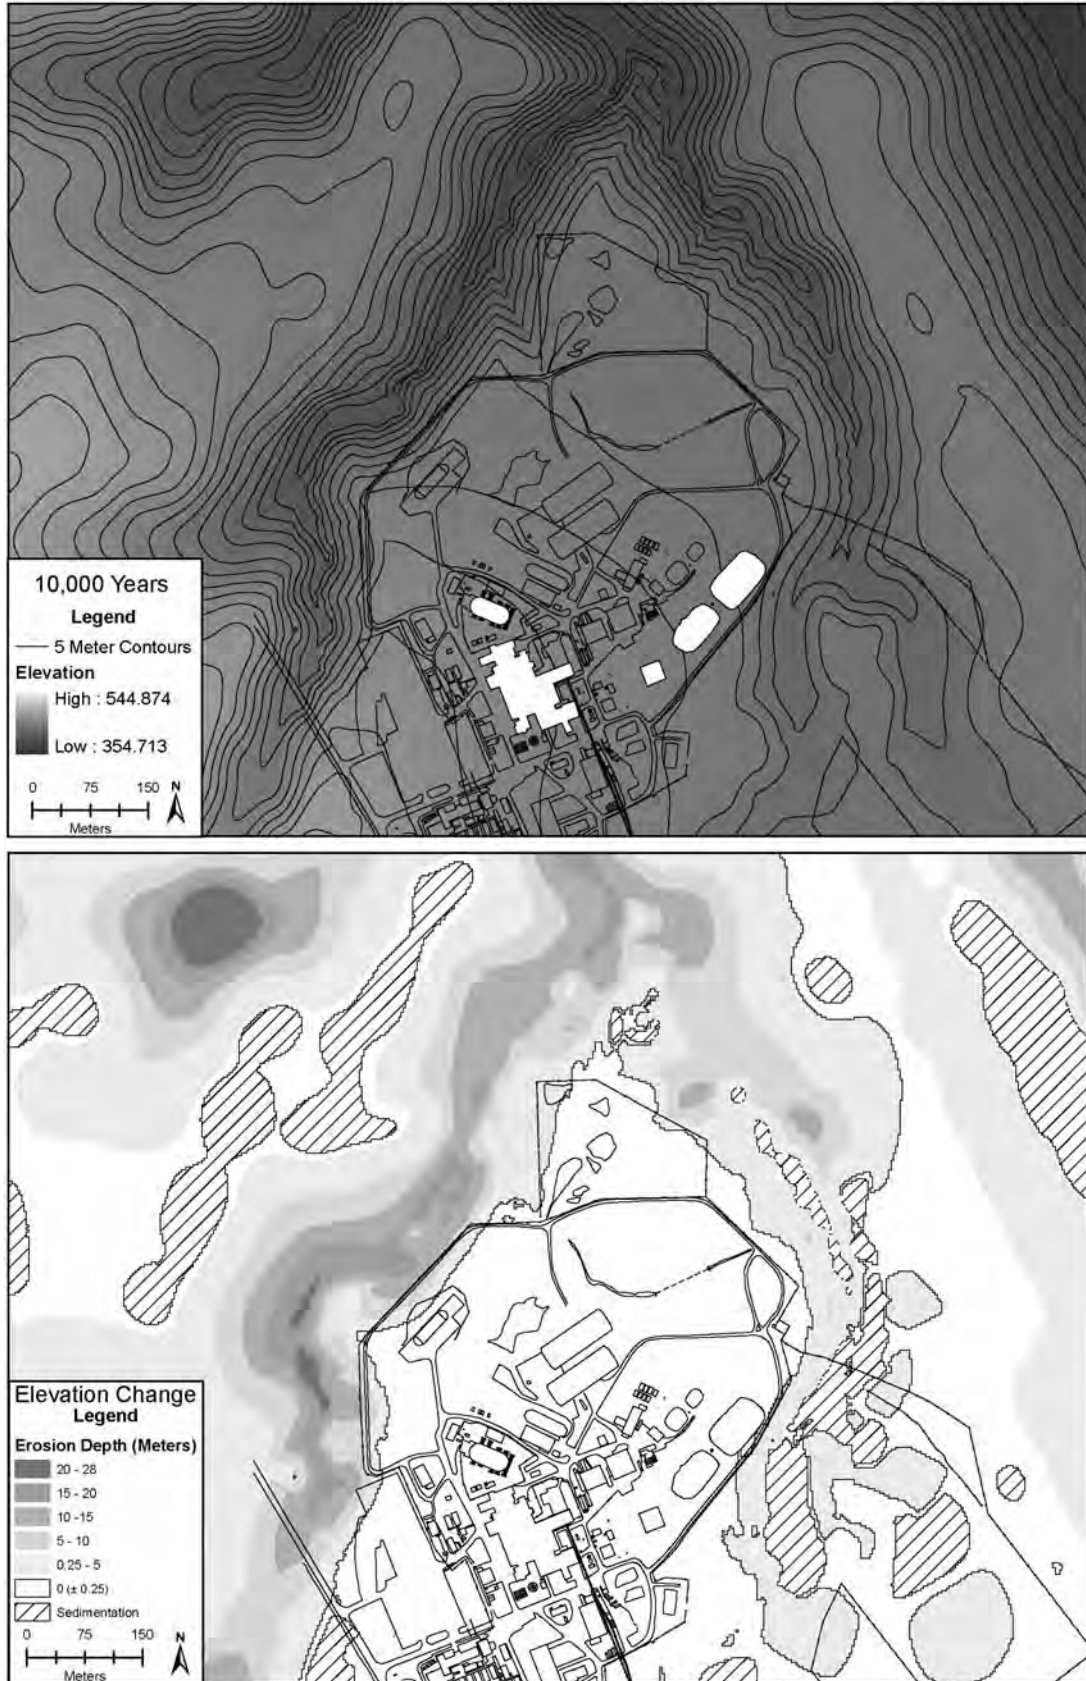 10,000 Years
Legend
5 Meter Contours
Elevation
High : 544.874
Low : 354.713
0 75 150 N
Meters
Elevation Change
Legend
Erosion Depth (Meters)
20 - 28
15 - 20
10 -15
5 - 10
0.25 - 5
0 (± 0.25)
Sedimentation
0 75 150 N
Meters